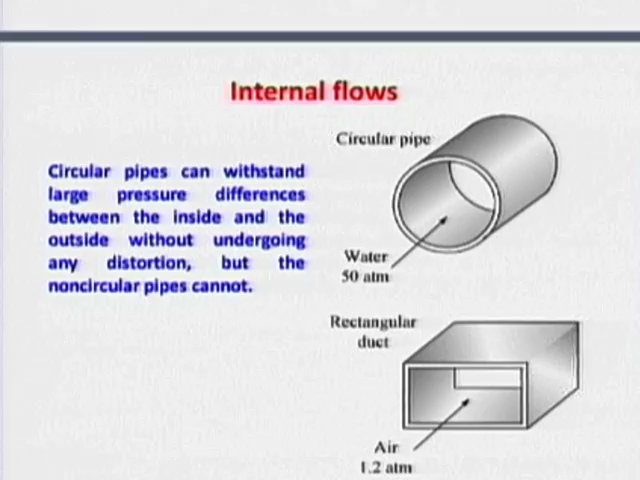 Internal flows
Circular pipes can withstand
large pressure differences
between the inside and the
outside without undergoing
any distortion, but the
noncircular pipes cannot.
Circular pipe
Water
50 atm
Rectangular
duct
Air
1.2 atm